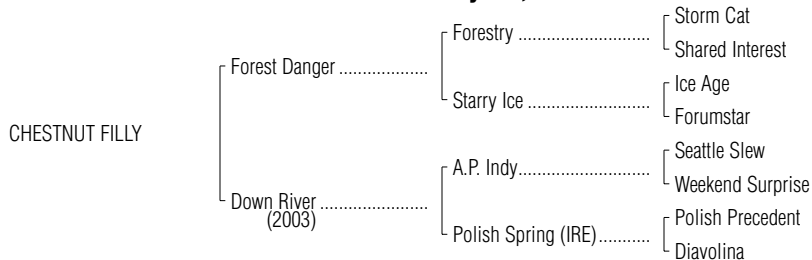 Storm Cat
Forestry ..............................
Shared Interest
Forest Danger ....................
Ice Age
Starry Ice ...........................
Forumstar
CHESTNUT FILLY
Seattle Slew
A.P. Indy..............................
Weekend Surprise
Down River ........................
(2003)
Polish Precedent
Polish Spring (IRE)...........
Diavolina